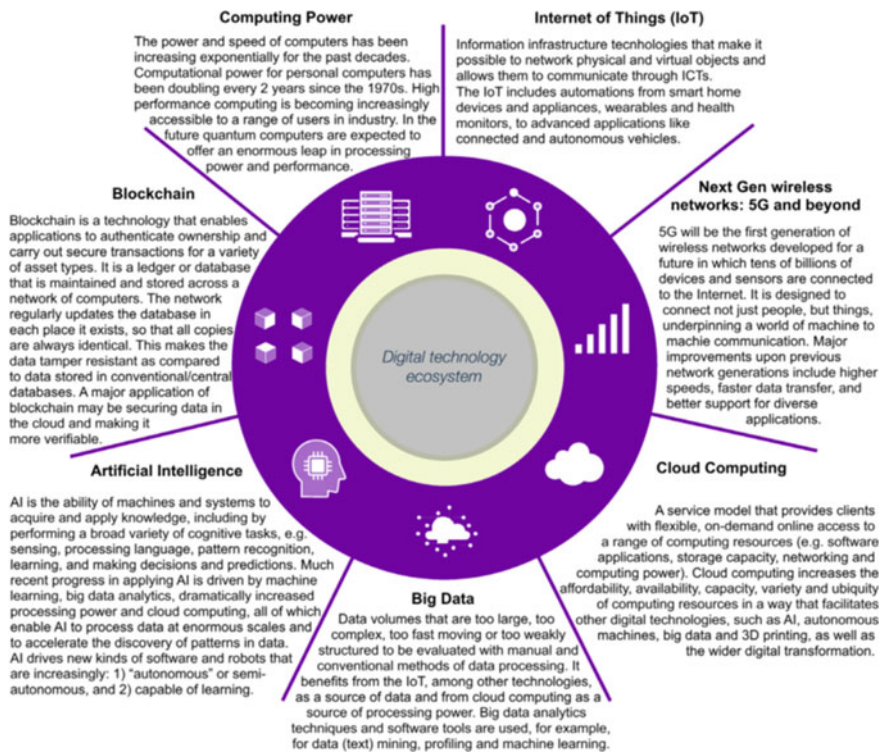 Computing Power
The power and speed of computers has been
increasing exponentially for the past decades.
Computational power for personal computers has
been doubling every 2 years since the 1970s. High
performance computing is becoming increasingly
accessible to a range of users in industry. In the
future quantum computers are expected to
offer an enormous leap in processing
power and performance.
Internet of Things (IoT)
Information infrastructure tecnhologies that make it
possible to network physical and virtual objects and
allows them to communicate through ICTs.
The IoT includes automations from smart home
devices and appliances, wearables and health
monitors, to advanced applications like
connected and autonomous vehicles.
Next Gen wireless
networks: 5G and beyond
5G will be the first generation of
wireless networks developed for a
future in which tens of billions of
devices and sensors are connected
to the Internet. It is designed to
connect not just people, but things,
underpinning a world of machine to
machie communication. Major
improvements upon previous
network generations include higher
speeds, faster data transfer, and
better support for diverse
applications.
Cloud Computing
A service model that provides clients
with flexible, on-demand online access to
a range of computing resources (e.g. software
applications, storage capacity, networking and
computing power). Cloud computing increases the
affordability, availability, capacity, variety and ubiquity
of computing resources in a way that facilitates
other digital technologies, such as AI, autonomous
machines, big data and 3D printing, as well as
the wider digital transformation.
Big Data
Data volumes that are too large, too
complex, too fast moving or too weakly
structured to be evaluated with manual and
conventional methods of data processing. It
benefits from the IoT, among other technologies,
as a source of data and from cloud computing as a
source of processing power. Big data analytics
techniques and software tools are used, for example,
for data (text) mining, profiling and machine learning.
Artificial Intelligence
AI is the ability of machines and systems to
acquire and apply knowledge, including by
performing a broad variety of cognitive tasks, e.g.
sensing, processing language, pattern recognition,
learning, and making decisions and predictions. Much
recent progress in applying AI is driven by machine
learning, big data analytics, dramatically increased
processing power and cloud computing, all of which
enable AI to process data at enormous scales and
to accelerate the discovery of patterns in data.
AI drives new kinds of software and robots that
are increasingly: 1) “autonomous” or semi-
autonomous, and 2) capable of learning.
Blockchain
Blockchain is a technology that enables
applications to authenticate ownership and
carry out secure transactions for a variety
of asset types. It is a ledger or database
that is maintained and stored across a
network of computers. The network
regularly updates the database in
each place it exists, so that all copies
are always identical. This makes the
data tamper resistant as compared
to data stored in conventional/central
databases. A major application of
blockchain may be securing data in
the cloud and making it
more verifiable.
Digital technology
ecosystem